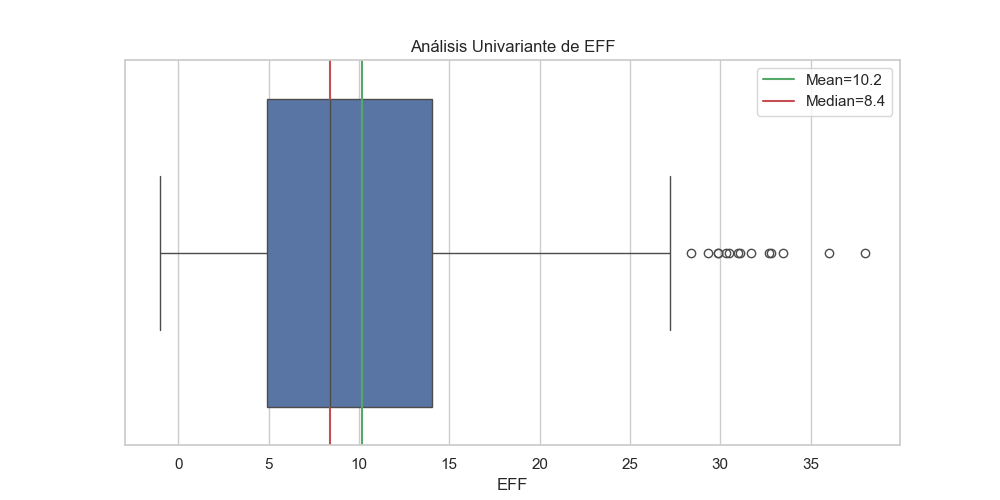 Análisis Univariante de EFF
Mean=10.2
Median=8.4
0 5 10 15 20 25 30 35
EFF